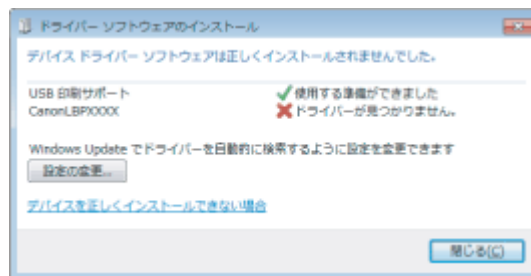 ドライバー ソフトウェアのインストール
デバイス ドライバー ソフトウェアは正しくインストールされませんでした。
USB 印刷サポート ✔使用する準備ができました
CanonLBPXXXX ✖ドライバーが見つかりません。
Windows Update でドライバーを自動的に検索するように設定を変更できます
設定の変更...
デバイスを正しくインストールできない場合
閉じる(C)